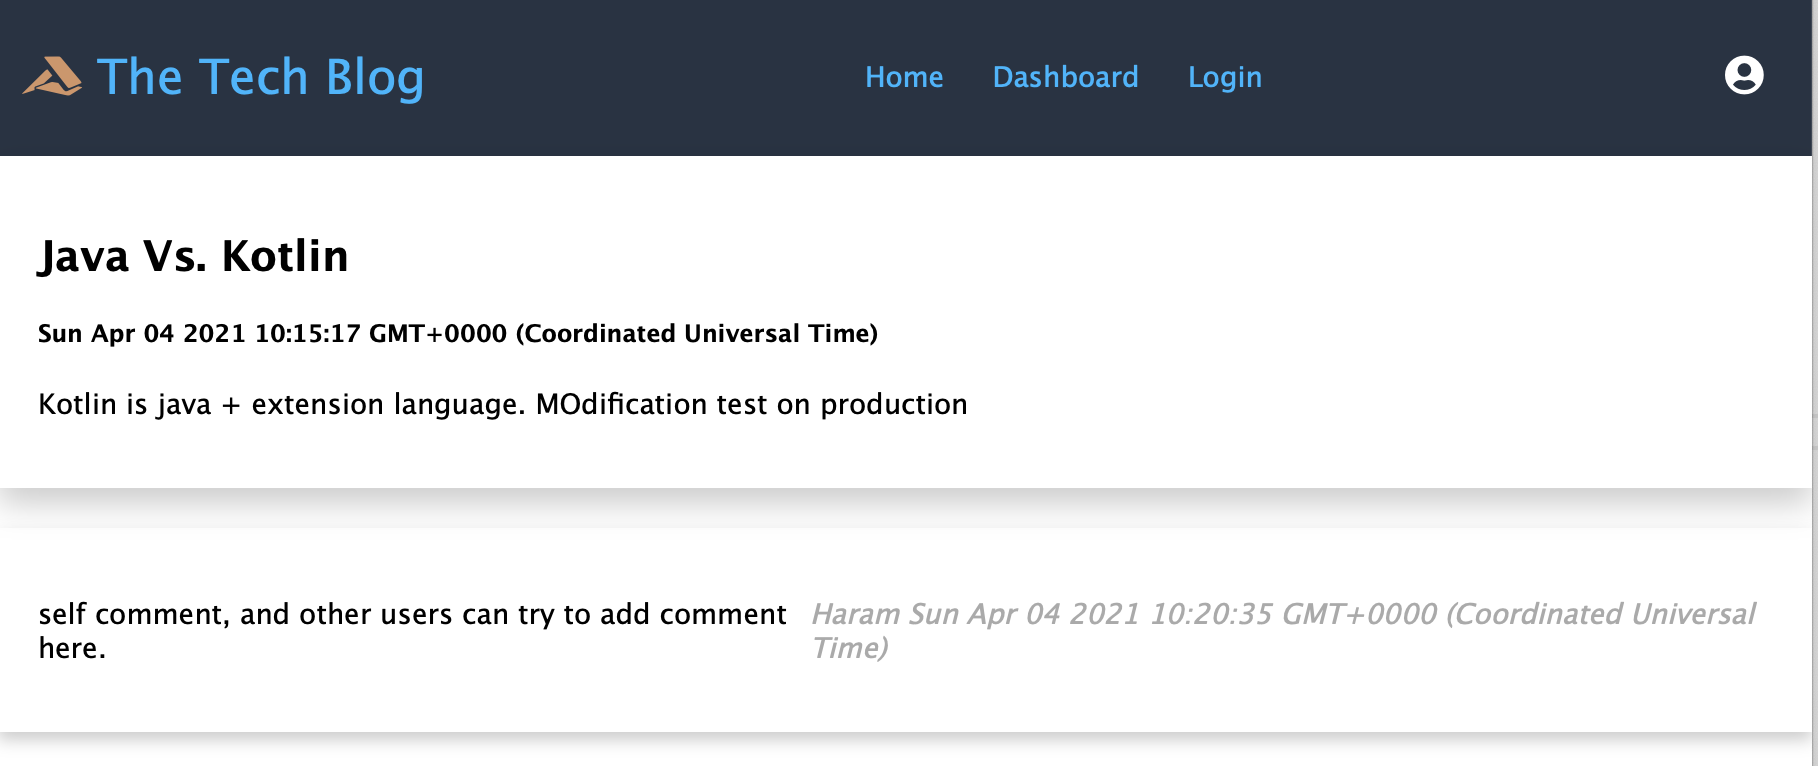 The Tech Blog
Home Dashboard Login
Java Vs. Kotlin
Sun Apr 04 2021 10:15:17 GMT+0000 (Coordinated Universal Time)
Kotlin is java + extension language. MOdification test on production
self comment, and other users can try to add comment
here.
Haram Sun Apr 04 2021 10:20:35 GMT+0000 (Coordinated Universal
Time)